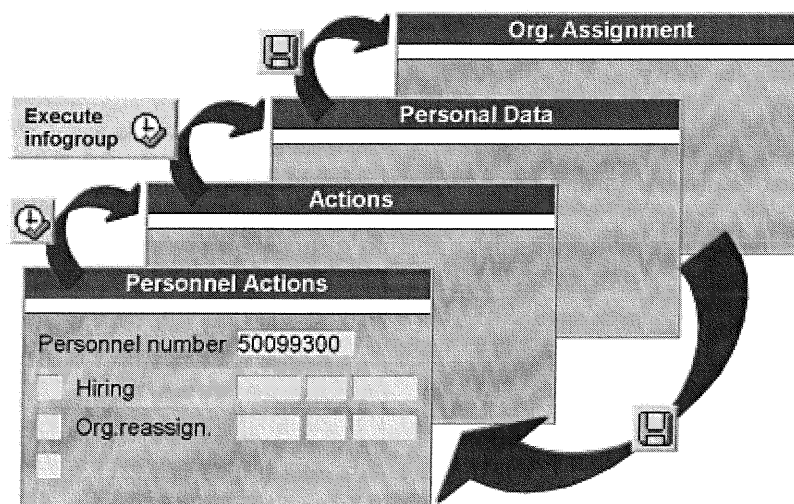 Org. Assignment
Execute
infogroup
Personal Data
Actions
Personnel Actions
Personnel number 50099300
Hiring
Org.reassign.